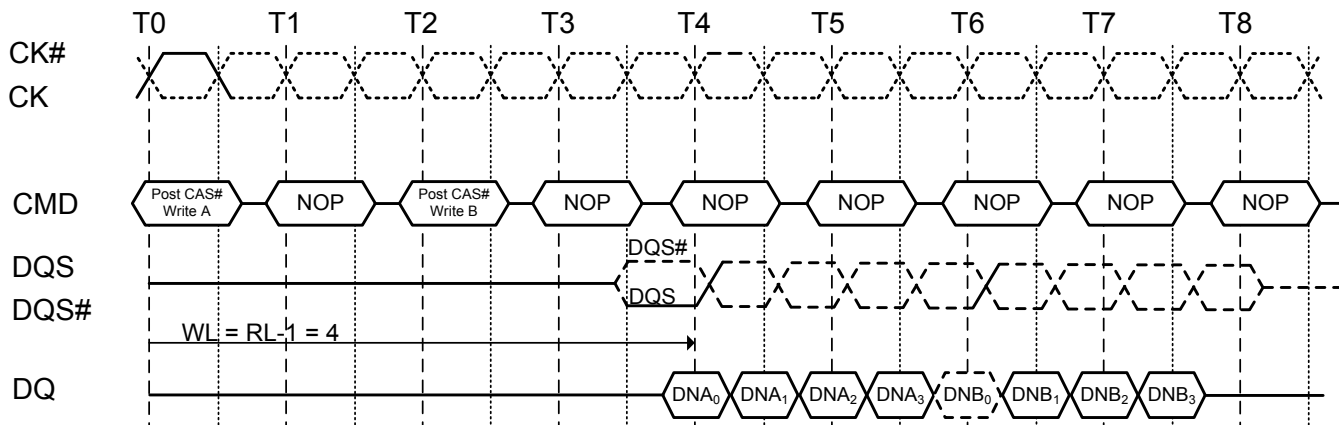 T0 T1 T2 T3 T4 T5 T6 T7 T8
CK#
CK
CMD Post CAS# Write A NOP Post CAS# Write B NOP NOP NOP NOP NOP NOP
DQS#
DQS
DQS
DQS#
WL = RL-1 = 4
DQ DNA₀ DNA₁ DNA₂ DNA₃ DNB₀ DNB₁ DNB₂ DNB₃